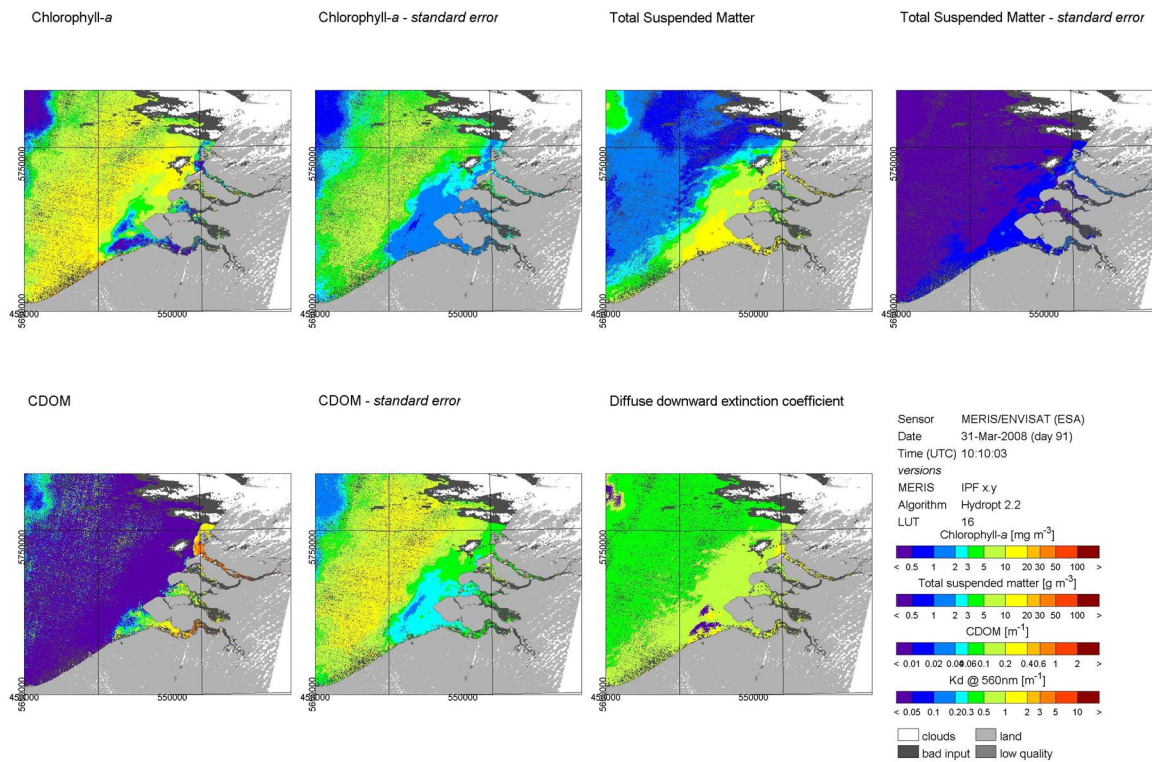 Chlorophyll-a
Chlorophyll-a - standard error
Total Suspended Matter
Total Suspended Matter - standard error
5750000
5750000
5750000
5750000
550000
550000
550000
550000
CDOM
CDOM - standard error
Diffuse downward extinction coefficient
5750000
5750000
5750000
550000
550000
550000
Sensor MERIS/ENVISAT (ESA)
Date 31-Mar-2008 (day 91)
Time (UTC) 10:10:03
versions
MERIS IPF x.y
Algorithm Hydropt 2.2
LUT 16
Chlorophyll-a [mg m-3]
< 0.5 1 2 3 5 10 20 30 50 100 >
Total suspended matter [g m-3]
< 0.5 1 2 3 5 10 20 30 50 100 >
CDOM [m-1]
< 0.01 0.02 0.1 0.2 0.4 0.6 1 2 >
Kd @ 560nm [m-1]
< 0.05 0.1 0.2 0.3 0.5 1 2 3 5 10 >
clouds land
bad input low quality